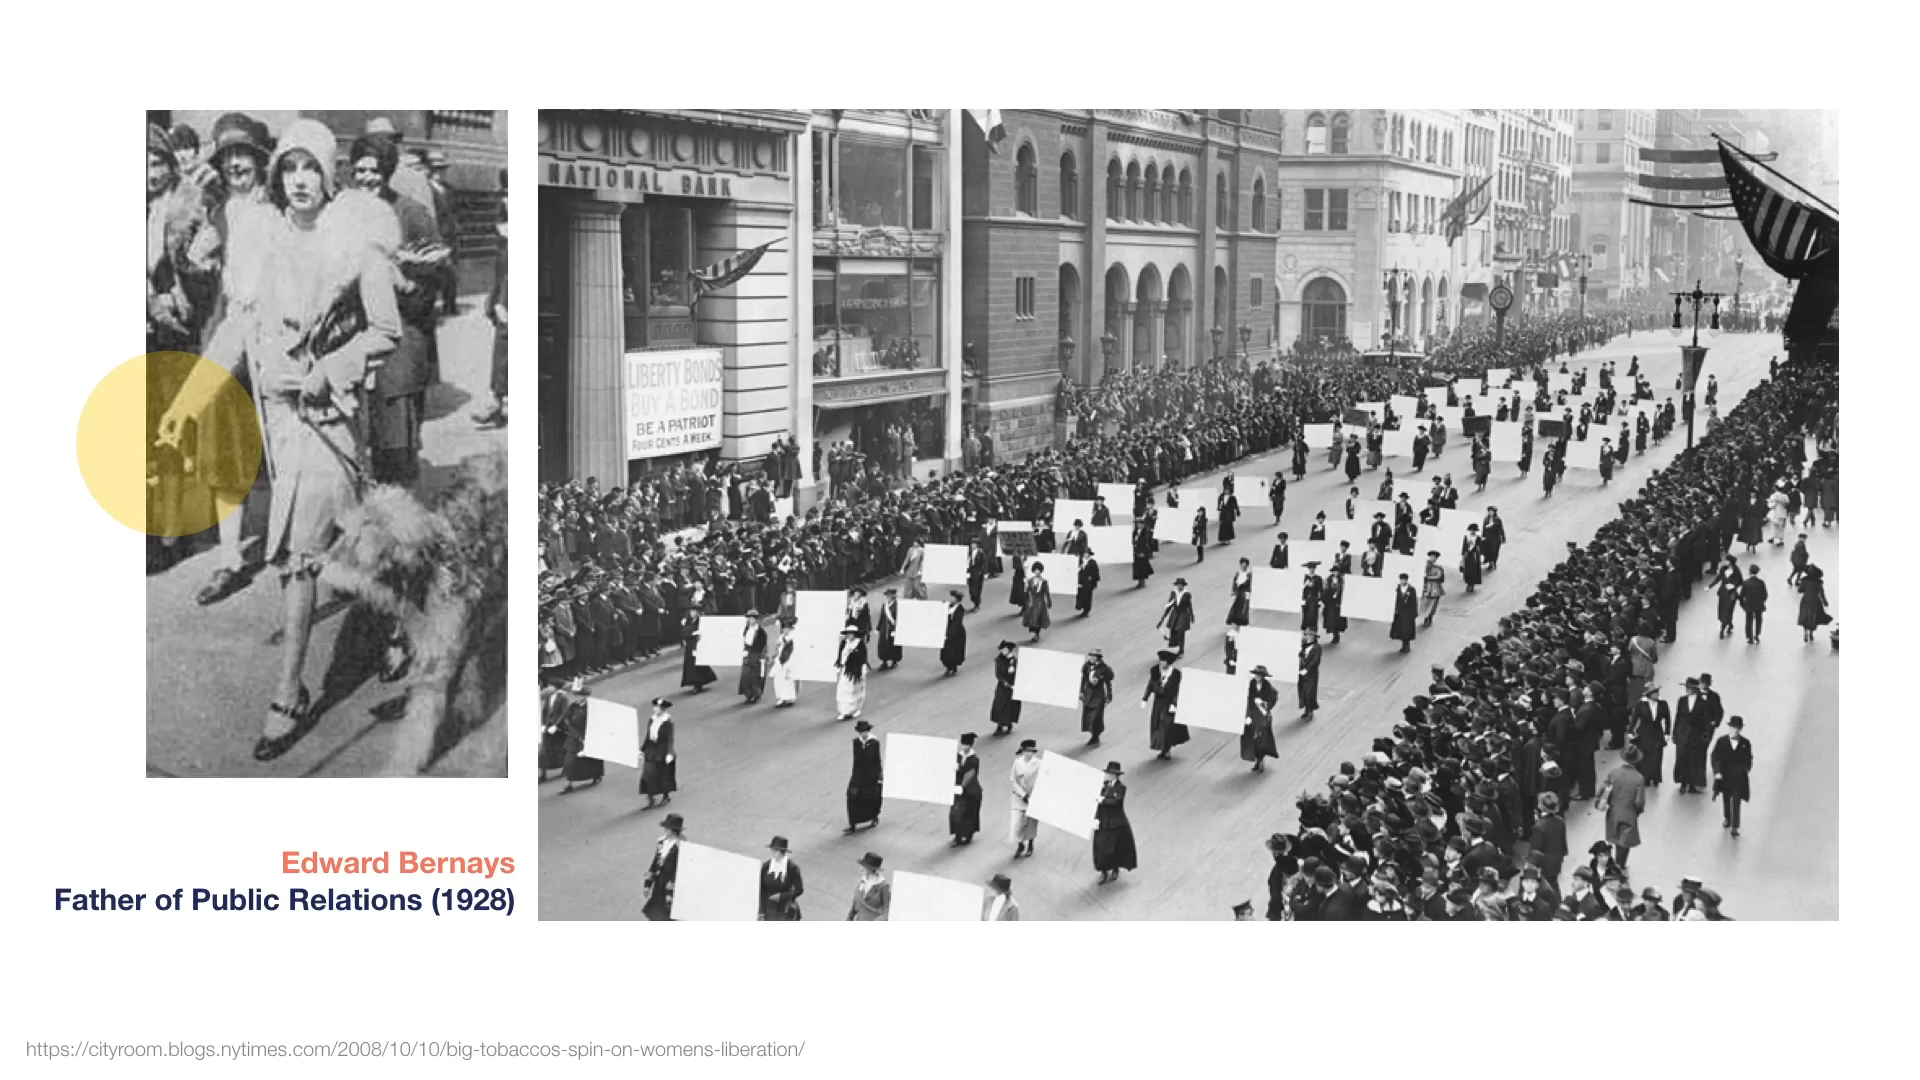 NATIONAL BANK
LIBERTY BONDS
BUY A BOND
BE A PATRIOT
FOUR CENTS A WEEK.
Edward Bernays
Father of Public Relations (1928)
https://cityroom.blogs.nytimes.com/2008/10/10/big-tobaccos-spin-on-womens-liberation/